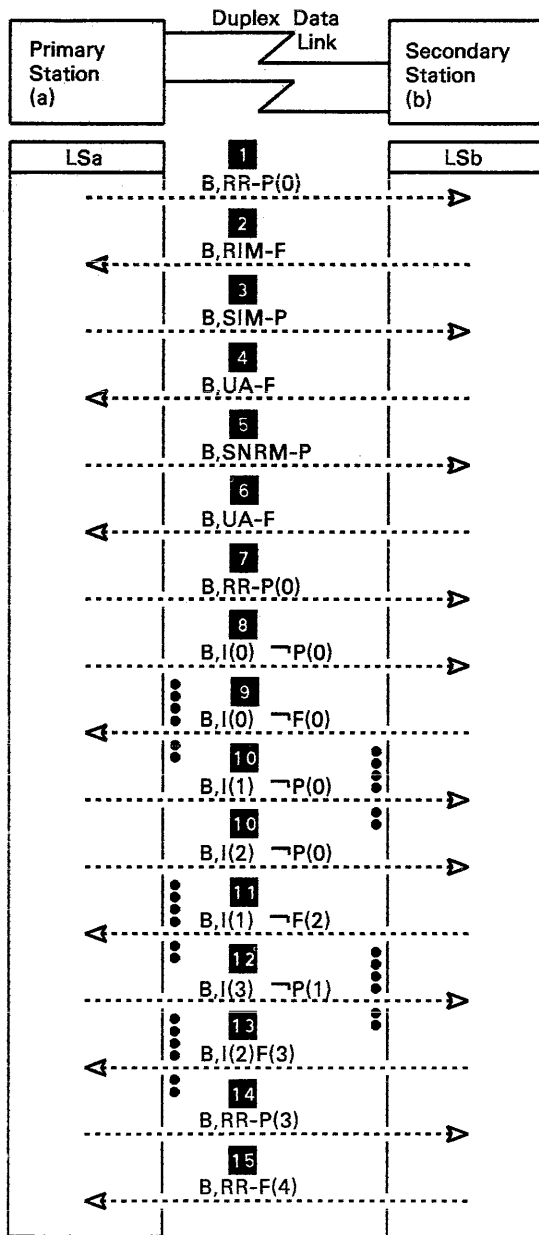 Duplex Data
Link
Primary
Station
(a)
Secondary
Station
(b)
LSa
LSb
1
B,RR-P(0)
2
B,RIM-F
3
B,SIM-P
4
B,UA-F
5
B,SNRM-P
6
B,UA-F
7
B,RR-P(0)
8
B,I(0) ¬P(0)
9
B,I(0) ¬F(0)
10
B,I(1) ¬P(0)
10
B,I(2) ¬P(0)
11
B,I(1) ¬F(2)
12
B,I(3) ¬P(1)
13
B,I(2)F(3)
14
B,RR-P(3)
15
B,RR-F(4)